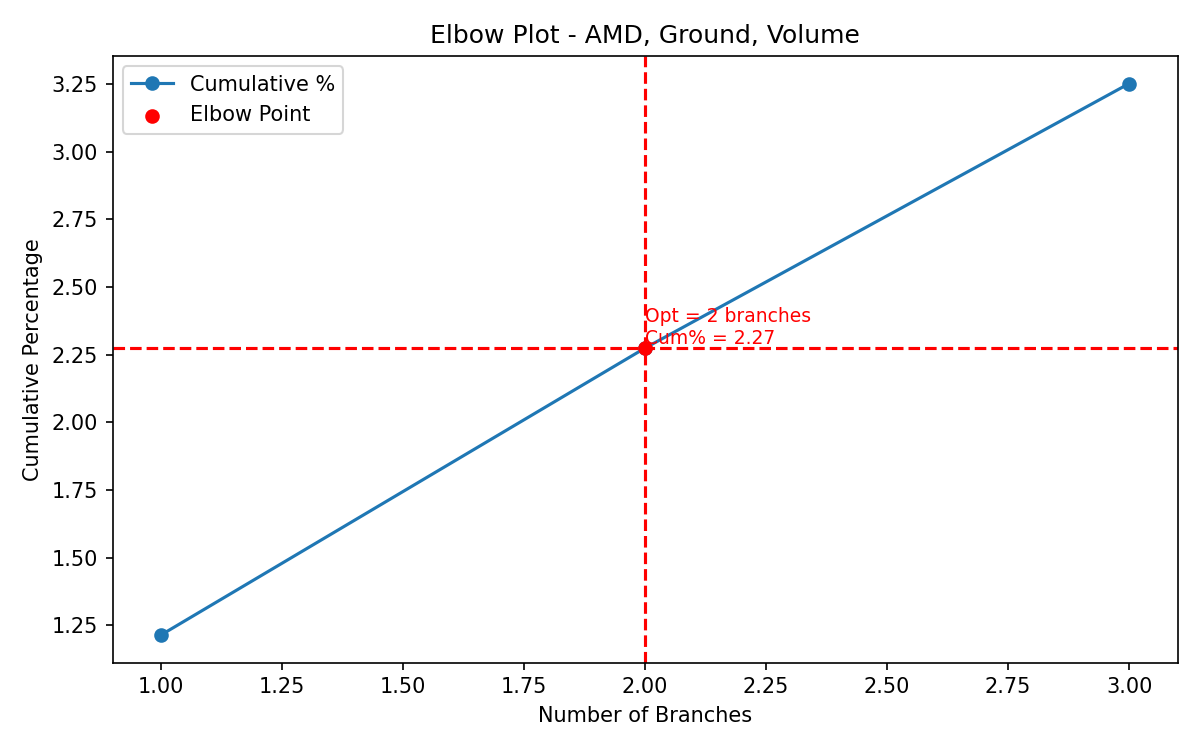 Elbow Plot - AMD, Ground, Volume
Cumulative %
Elbow Point
3.25
3.00
2.75
2.50
2.25
2.00
1.75
1.50
1.25
Cumulative Percentage
Opt = 2 branches
Cum% = 2.27
1.00
1.25
1.50
1.75
2.00
2.25
2.50
2.75
3.00
Number of Branches